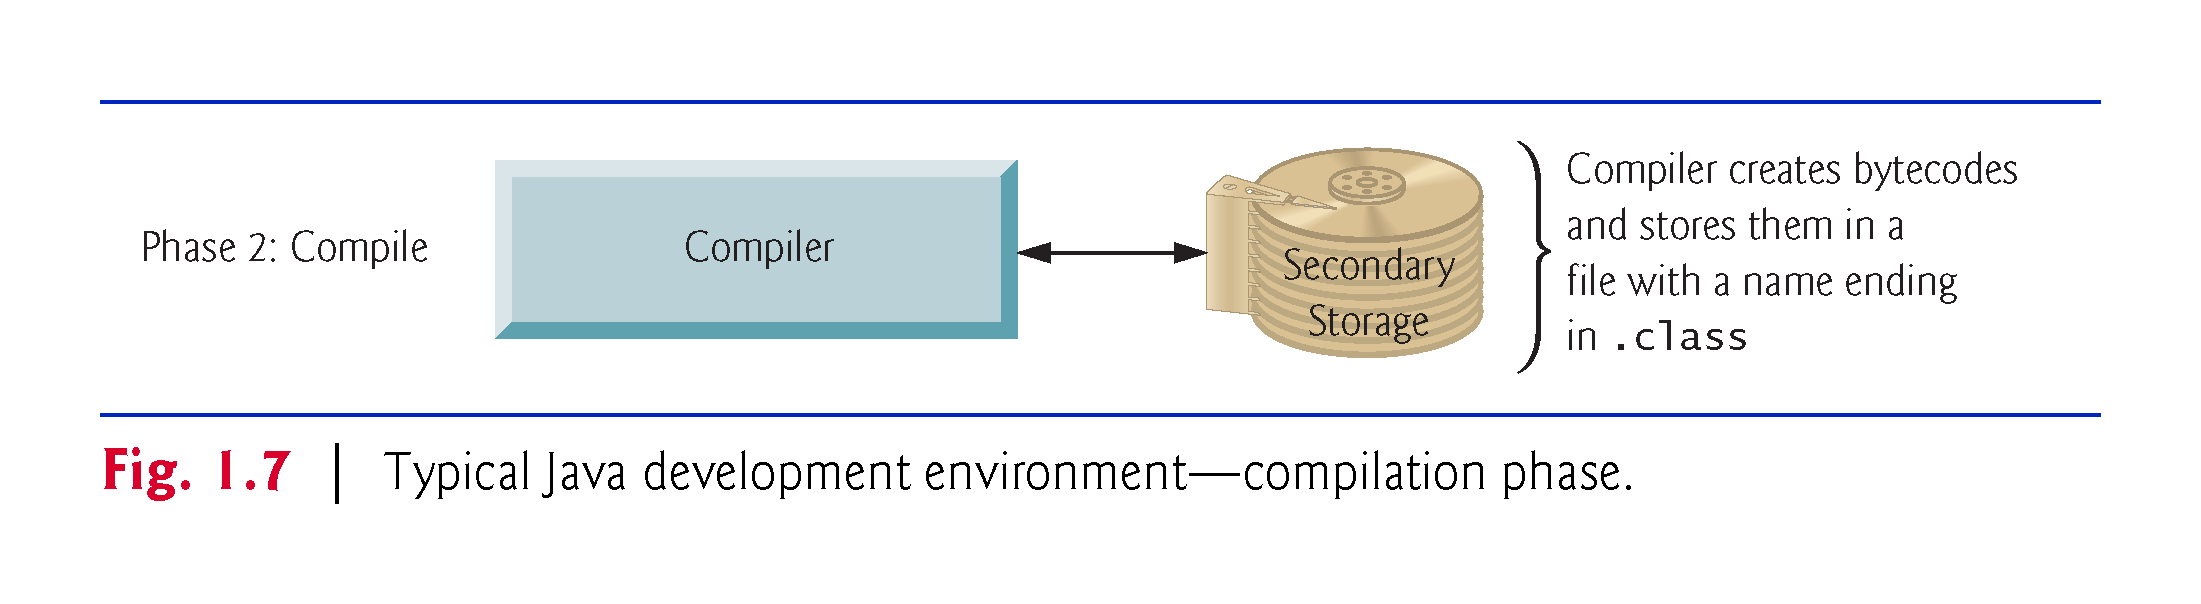 Phase 2: Compile
Compiler
Secondary
Storage
Compiler creates bytecodes
and stores them in a
file with a name ending
in .class
Fig. 1.7 | Typical Java development environment—compilation phase.